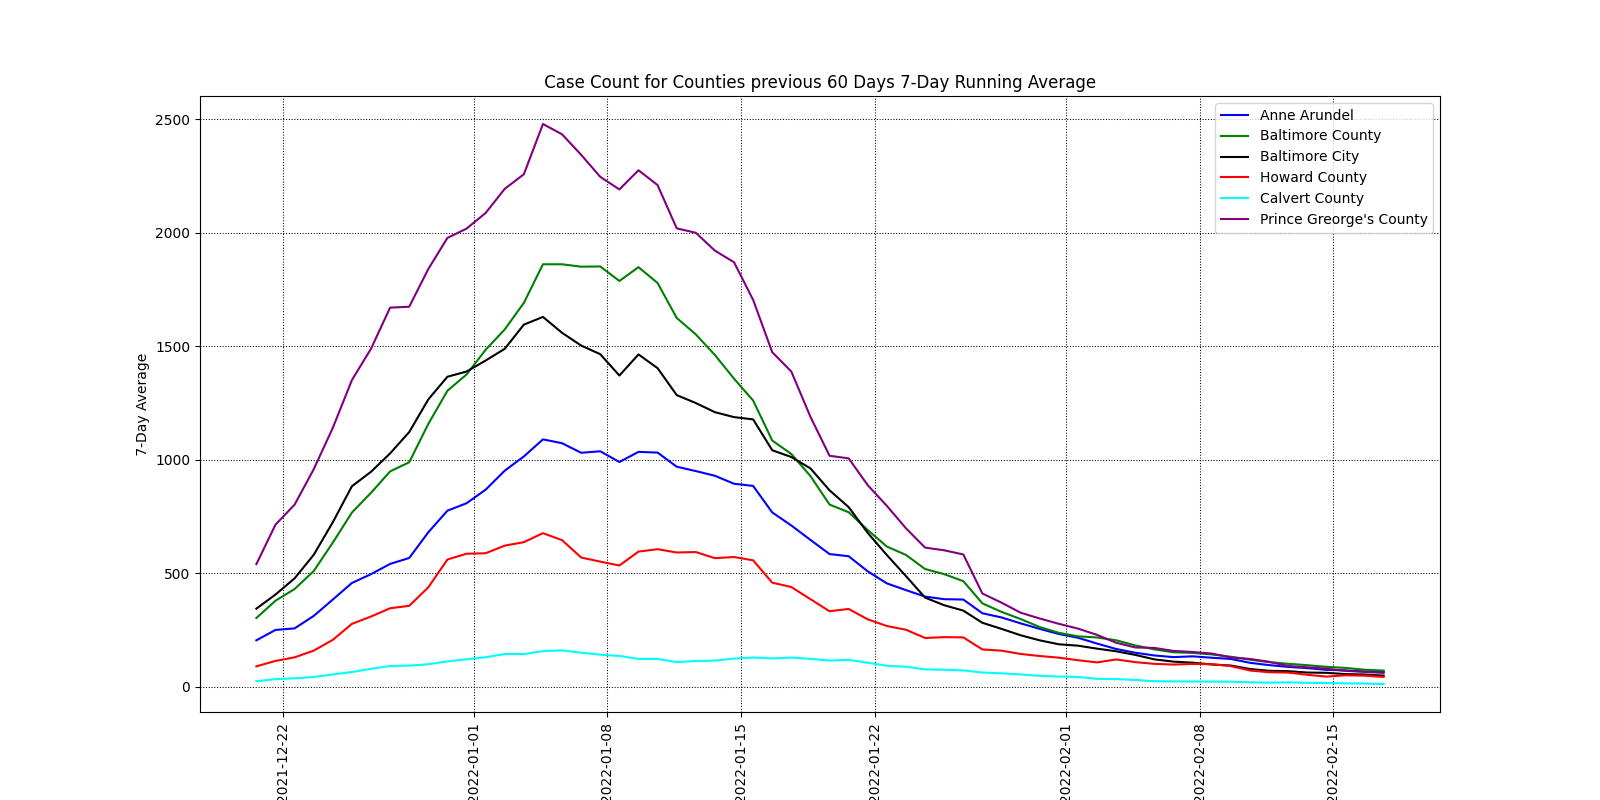 Case Count for Counties previous 60 Days 7-Day Running Average
7-Day Average
2500
2000
1500
1000
500
0
Anne Arundel
Baltimore County
Baltimore City
Howard County
Calvert County
Prince Greorge's County
2021-12-22
2022-01-01
2022-01-08
2022-01-15
2022-01-22
2022-02-01
2022-02-08
2022-02-15